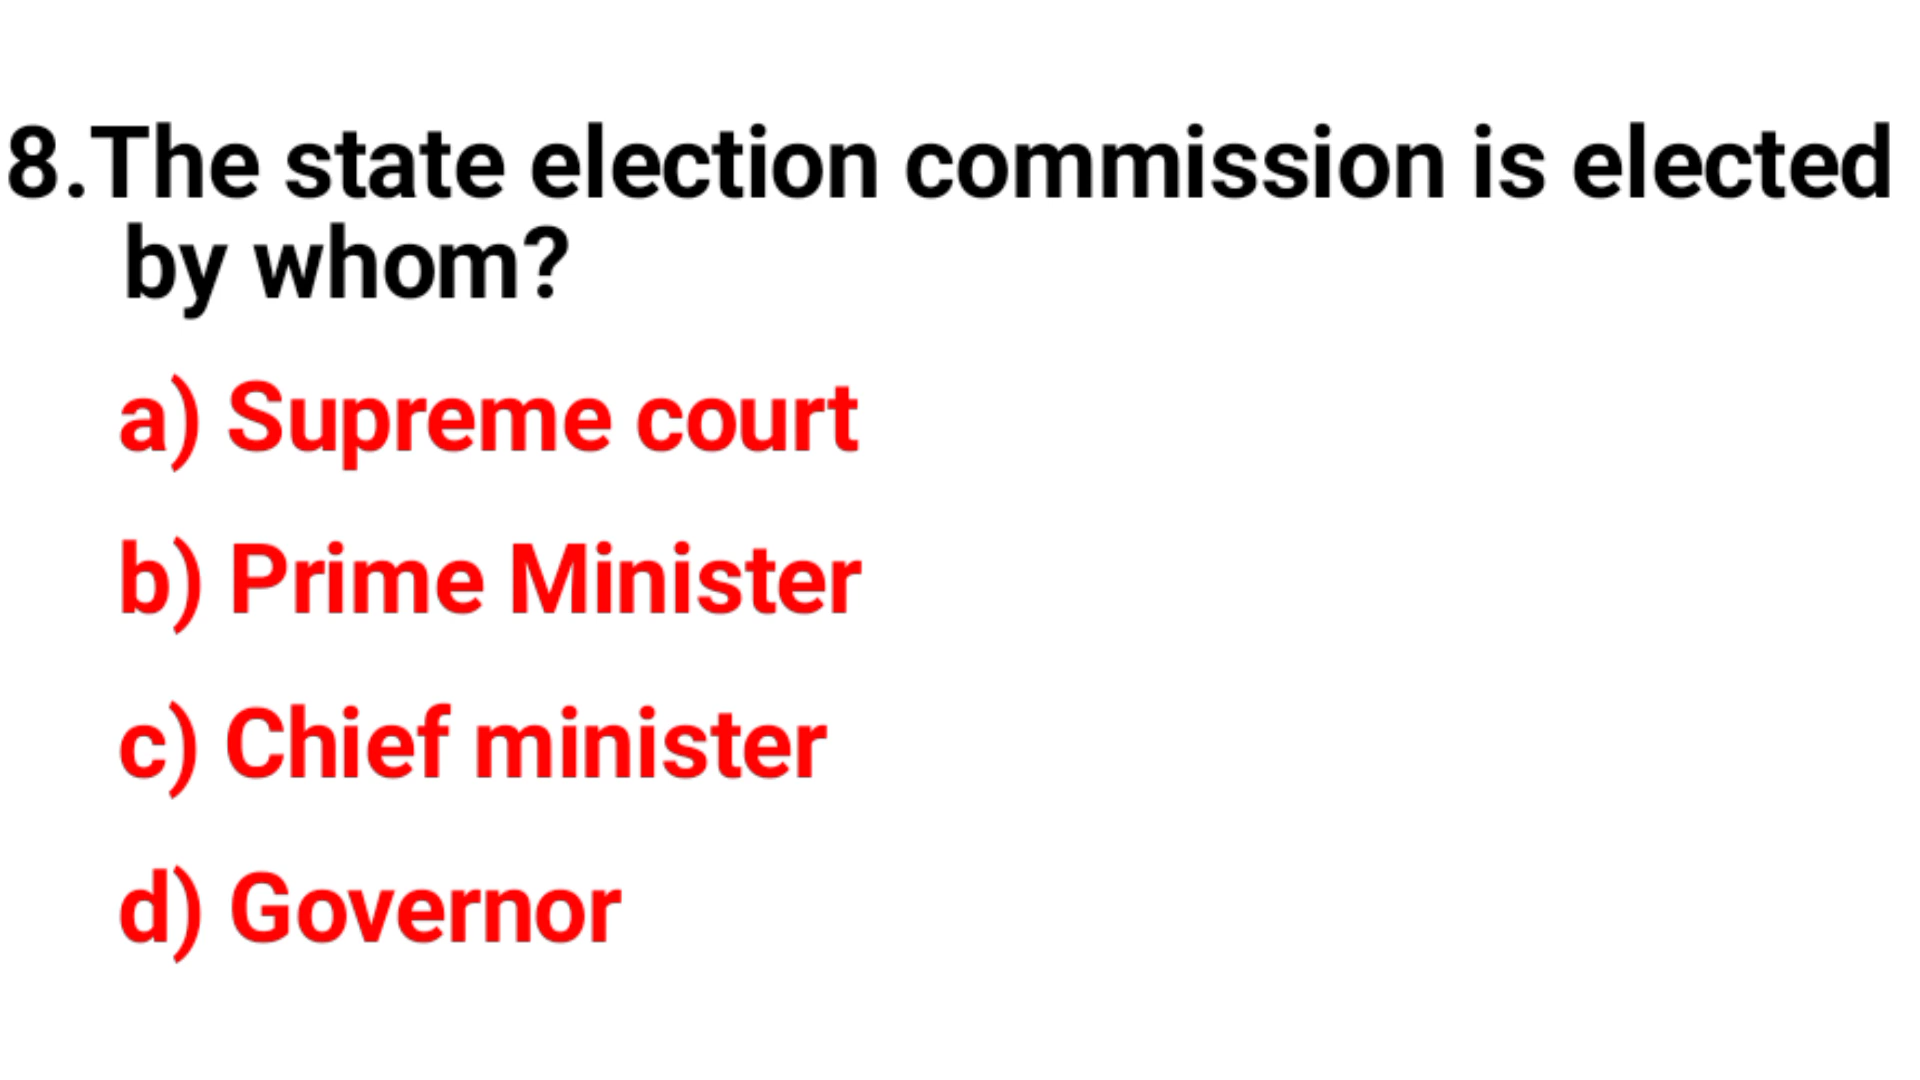 8.The state election commission is elected
by whom?
a) Supreme court
b) Prime Minister
c) Chief minister
d) Governor